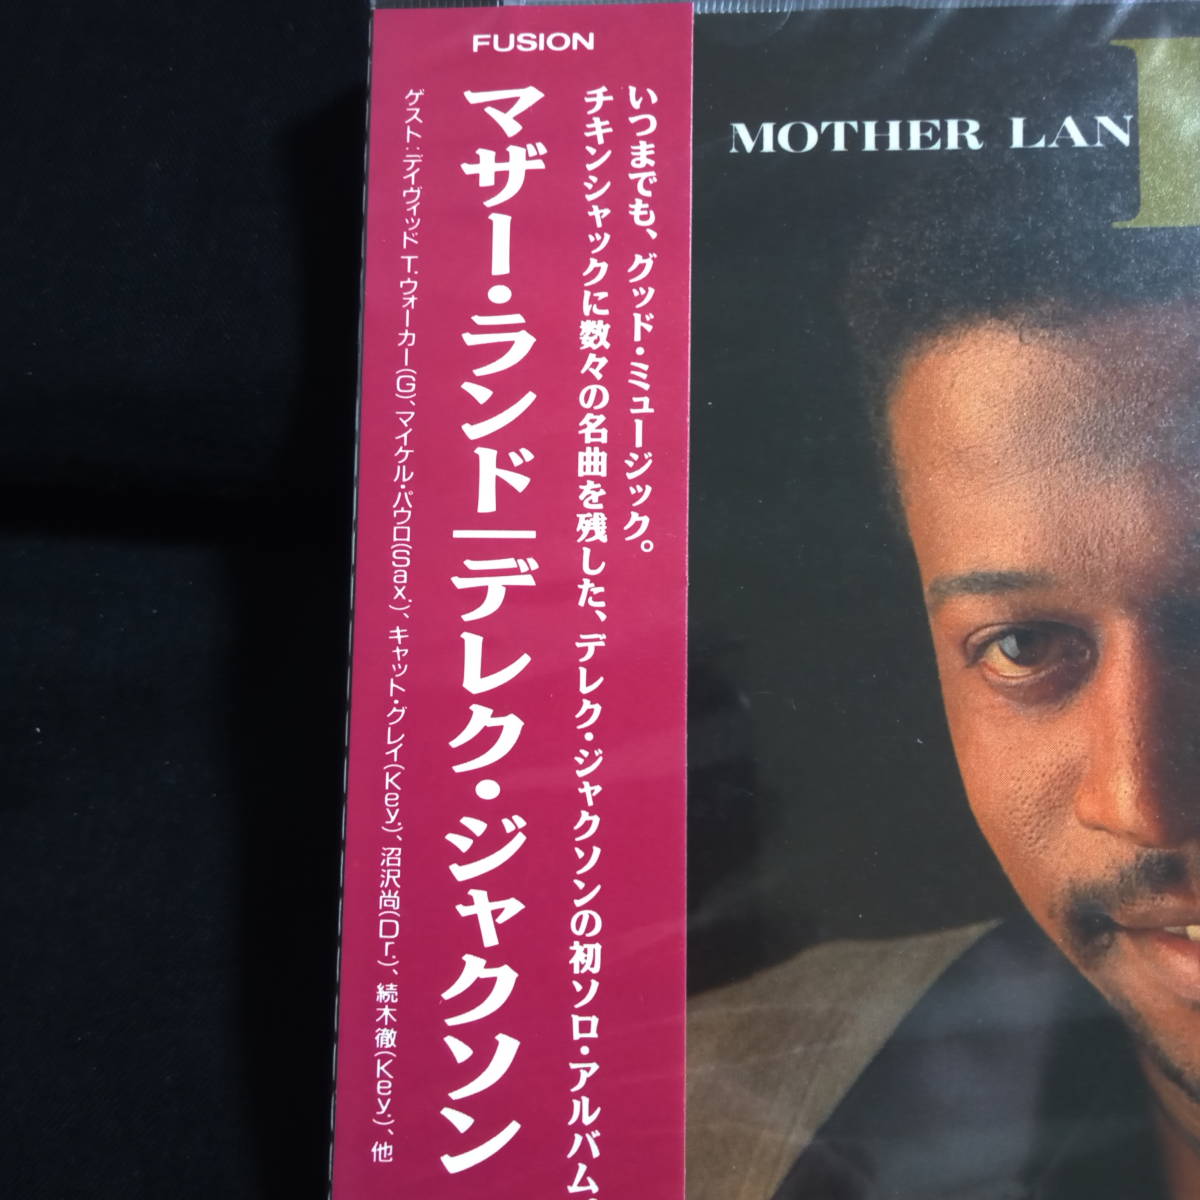 FUSION
いつまでも、グッド・ミュージック。
チキンシャックに数々の名曲を残した、デレク・ジャクソンの初ソロ・アルバム。
マザー・ランド|デレク・ジャクソン
ゲスト：デイヴィッド T.ウォーカー(G)、マイケル・パウロ(Sax.)、キャット・グレイ(Key.)、沼沢尚(Dr.)、続木徹(Key.)、他
MOTHER LAN